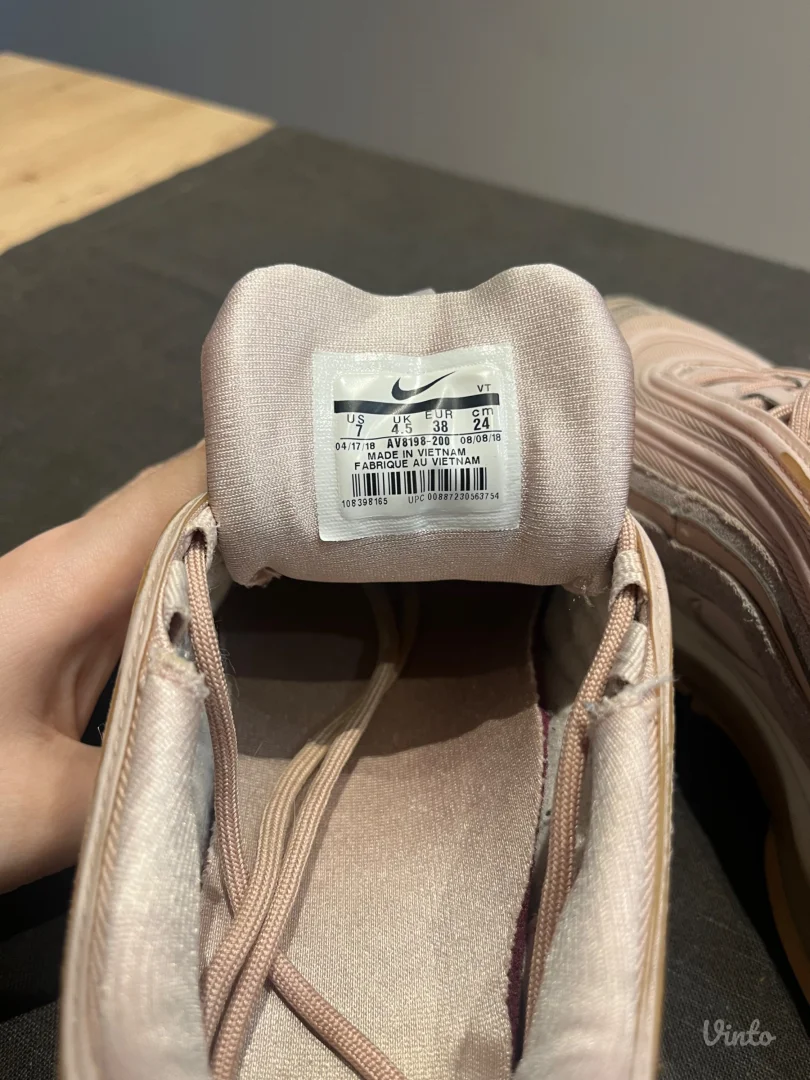 VT
US UK EUR cm
7 4.5 38 24
04/17/18 AV8198-200 08/08/18
MADE IN VIETNAM
FABRIQUE AU VIETNAM
108398165 UPC 00887230563754
Vinto